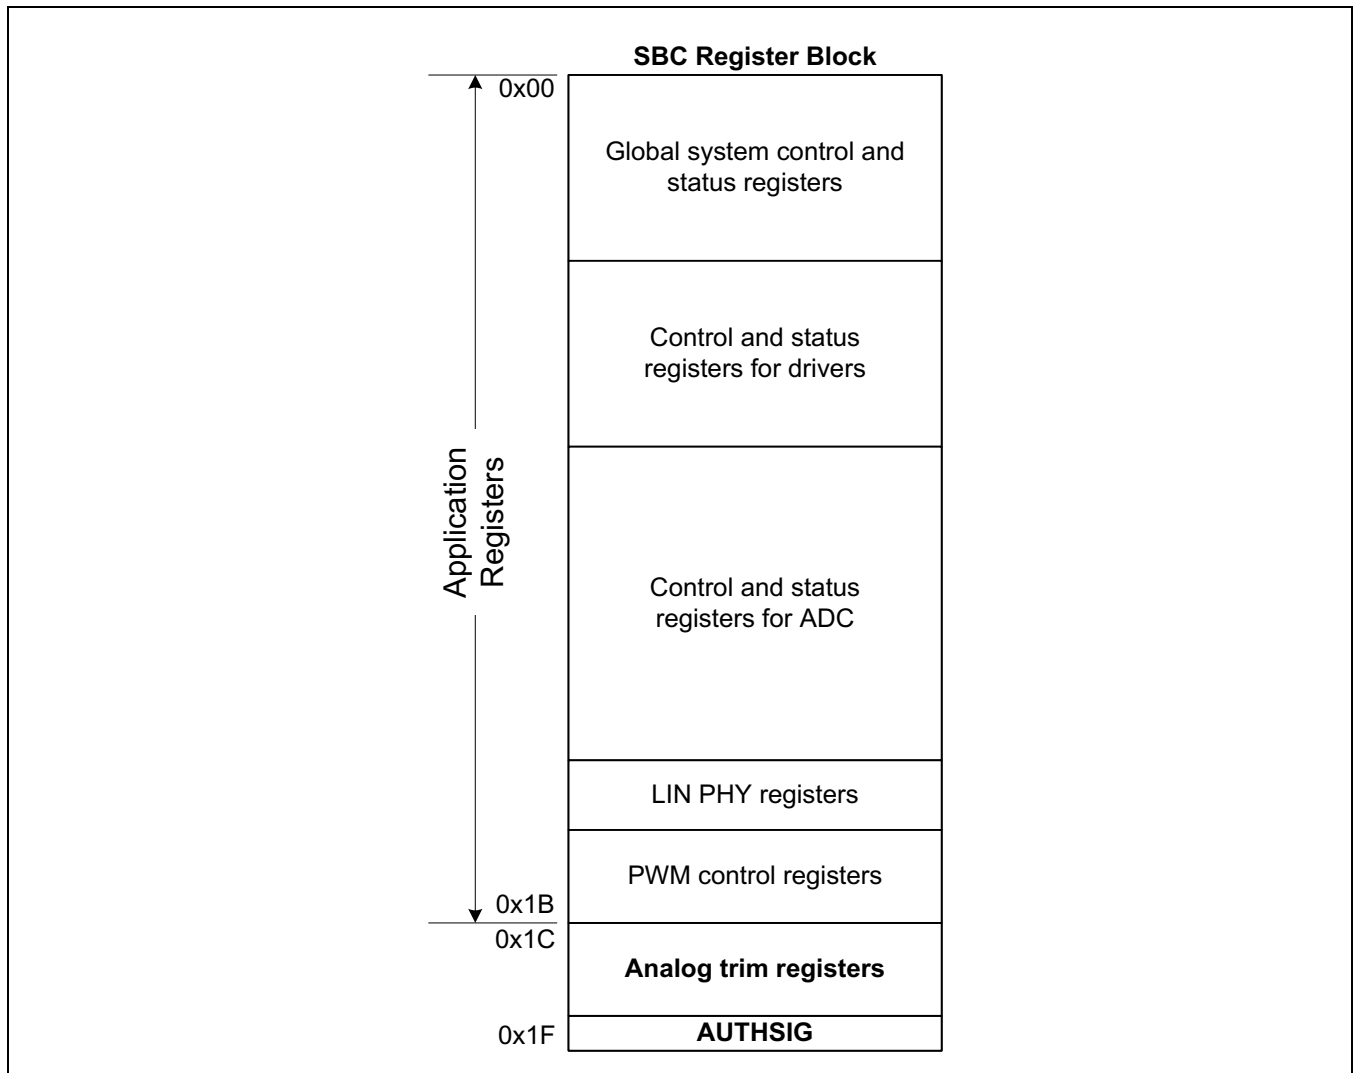 SBC Register Block
0x00
Global system control and
status registers
Control and status
registers for drivers
Application
Registers
Control and status
registers for ADC
LIN PHY registers
PWM control registers
0x1B
0x1C
Analog trim registers
0x1F
AUTHSIG